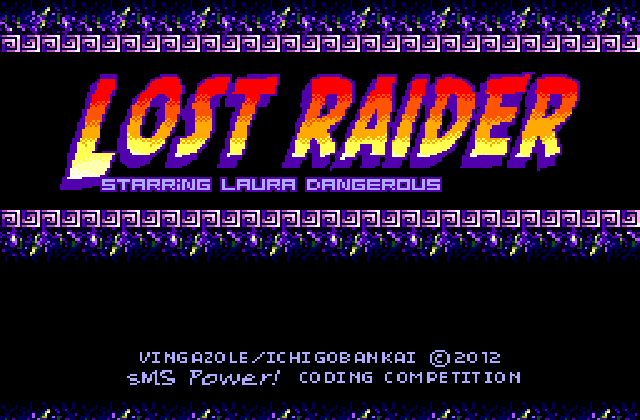 LOST RAIDER
STARRING LAURA DANGEROUS
VINGAZOLE/ICHIGOBANKAI ©2012
SMS Power! CODING COMPETITION